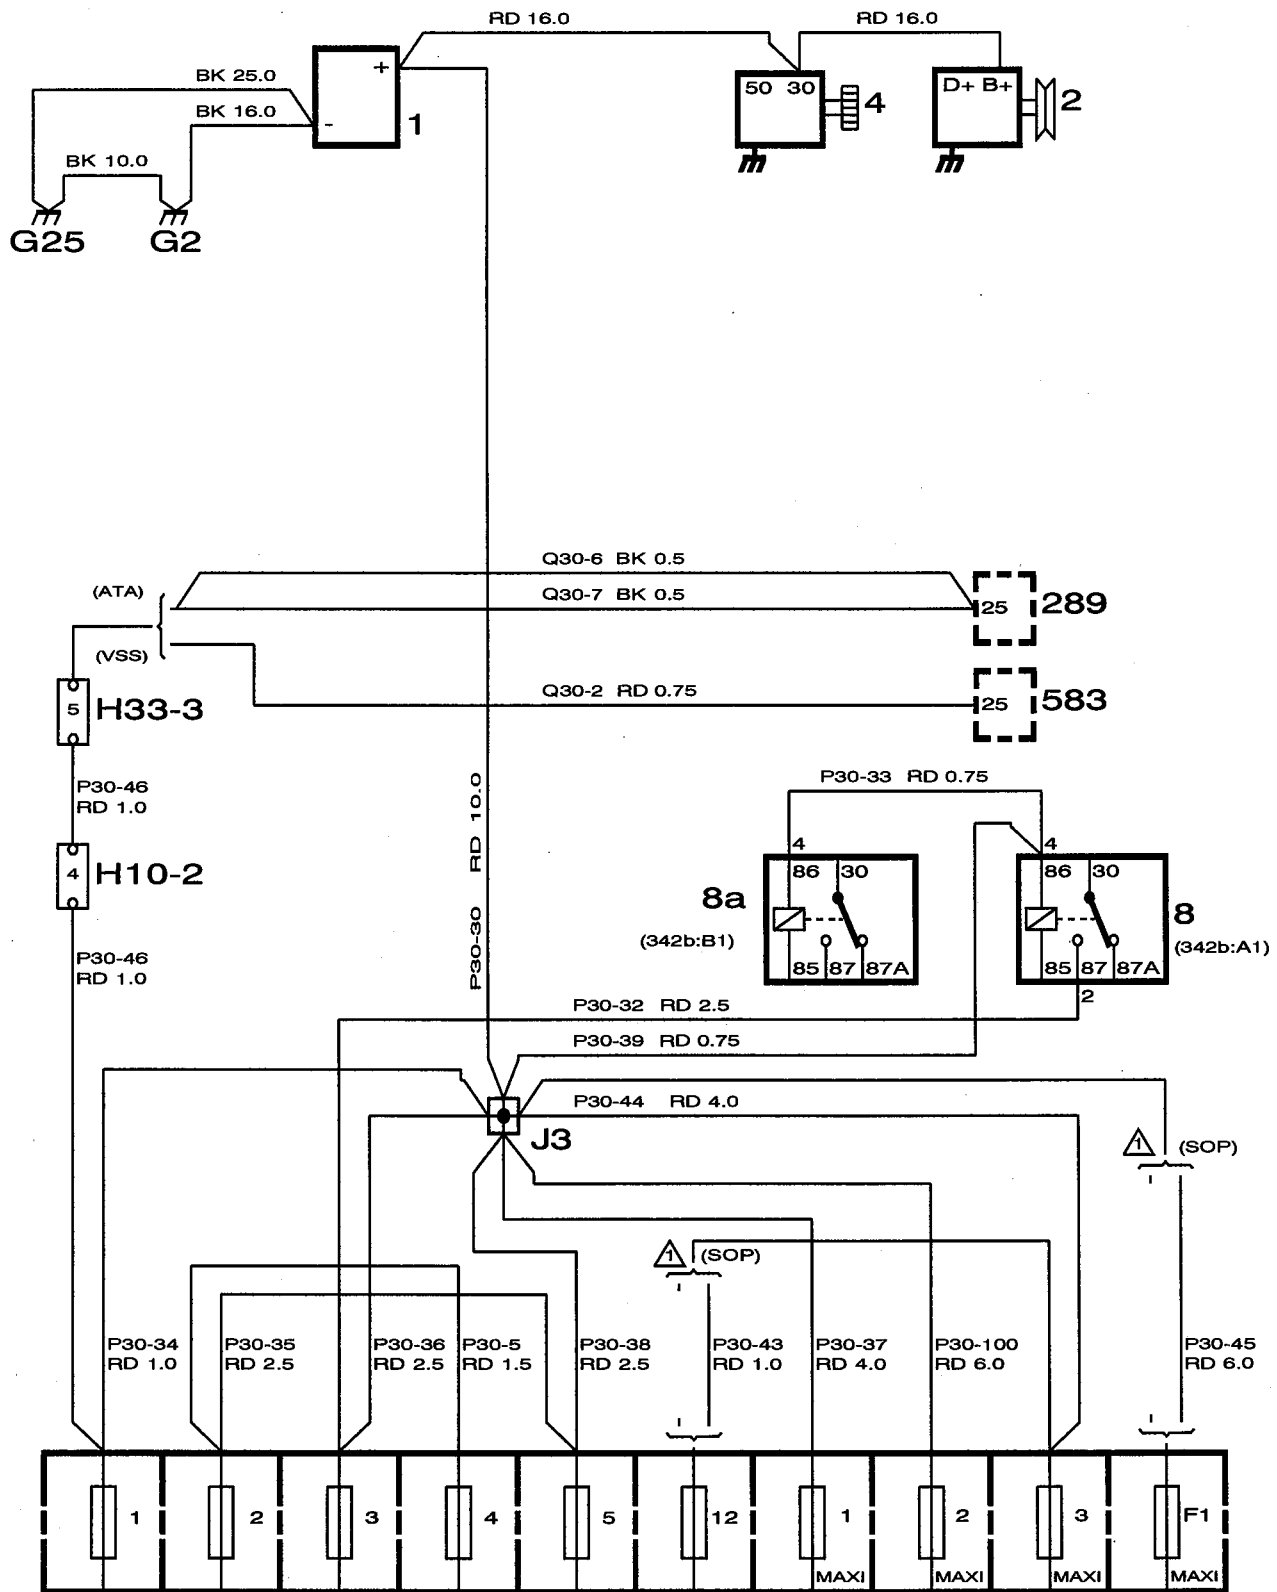 RD 16.0
RD 16.0
+
BK 25.0
50 30
4
D+ B+
2
BK 16.0
-
1
BK 10.0
G25
G2
Q30-6 BK 0.5
(ATA)
Q30-7 BK 0.5
25
289
(VSS)
Q30-2 RD 0.75
25
583
5
H33-3
P30-46
RD 1.0
P30-30 RD 10.0
P30-33 RD 0.75
4
4
4
H10-2
86
30
86
30
8a
8
(342b:B1)
(342b:A1)
P30-46
RD 1.0
85
87
87A
85
87
87A
2
P30-32 RD 2.5
P30-39 RD 0.75
P30-44 RD 4.0
J3
1 (SOP)
1 (SOP)
P30-34
RD 1.0
P30-35
RD 2.5
P30-36
RD 2.5
P30-5
RD 1.5
P30-38
RD 2.5
P30-43
RD 1.0
P30-37
RD 4.0
P30-100
RD 6.0
P30-45
RD 6.0
1
2
3
4
5
12
1
2
3
F1
MAXI
MAXI
MAXI
MAXI